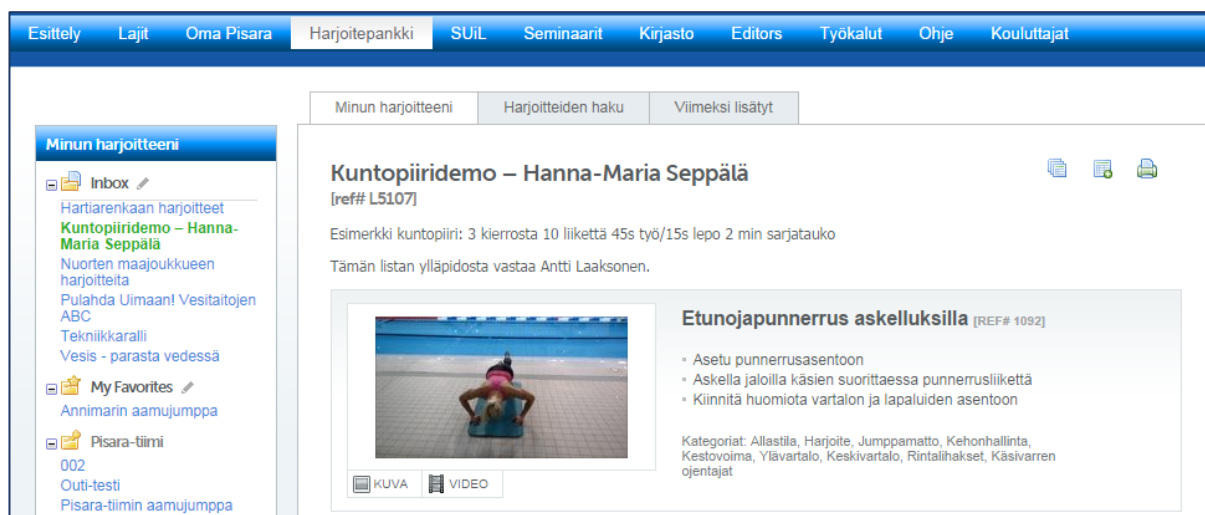 Esittely Lajit Oma Pisara Harjoitepankki SUiL Seminaarit Kirjasto Editors Työkalut Ohje Kouluttajat
Minun harjoitteeni Harjoitteiden haku Viimeksi lisätyt
Minun harjoitteeni
Inbox
Hartiarenkaan harjoitteet
Kuntopiiridemo – Hanna-
Maria Seppälä
Nuorten maajoukkueen
harjoitteita
Pulahda Uimaan! Vesitaitojen
ABC
Tekniikkaralli
Vesis - parasta vedessä
My Favorites
Annimarin aamujumppa
Pisara-tiimi
002
Outi-testi
Pisara-tiimin aamujumppa
Kuntopiiridemo – Hanna-Maria Seppälä
[ref# L5107]
Esimerkki kuntopiiri: 3 kierrosta 10 liikettä 45s työ/15s lepo 2 min sarjatauko
Tämän listan ylläpidosta vastaa Antti Laaksonen.
KUVA VIDEO
Etunojapunnerrus askelluksilla [REF# 1092]
Asetu punnerrusasentoon
Askella jaloilla käsien suorittaessa punnerrusliikettä
Kiinnitä huomiota vartalon ja lapaluiden asentoon
Kategoriat: Allastila, Harjoite, Jumppamatto, Kehonhallinta,
Kestovoima, Ylävartalo, Keskivartalo, Rintalihakset, Käsivarren
ojentajat